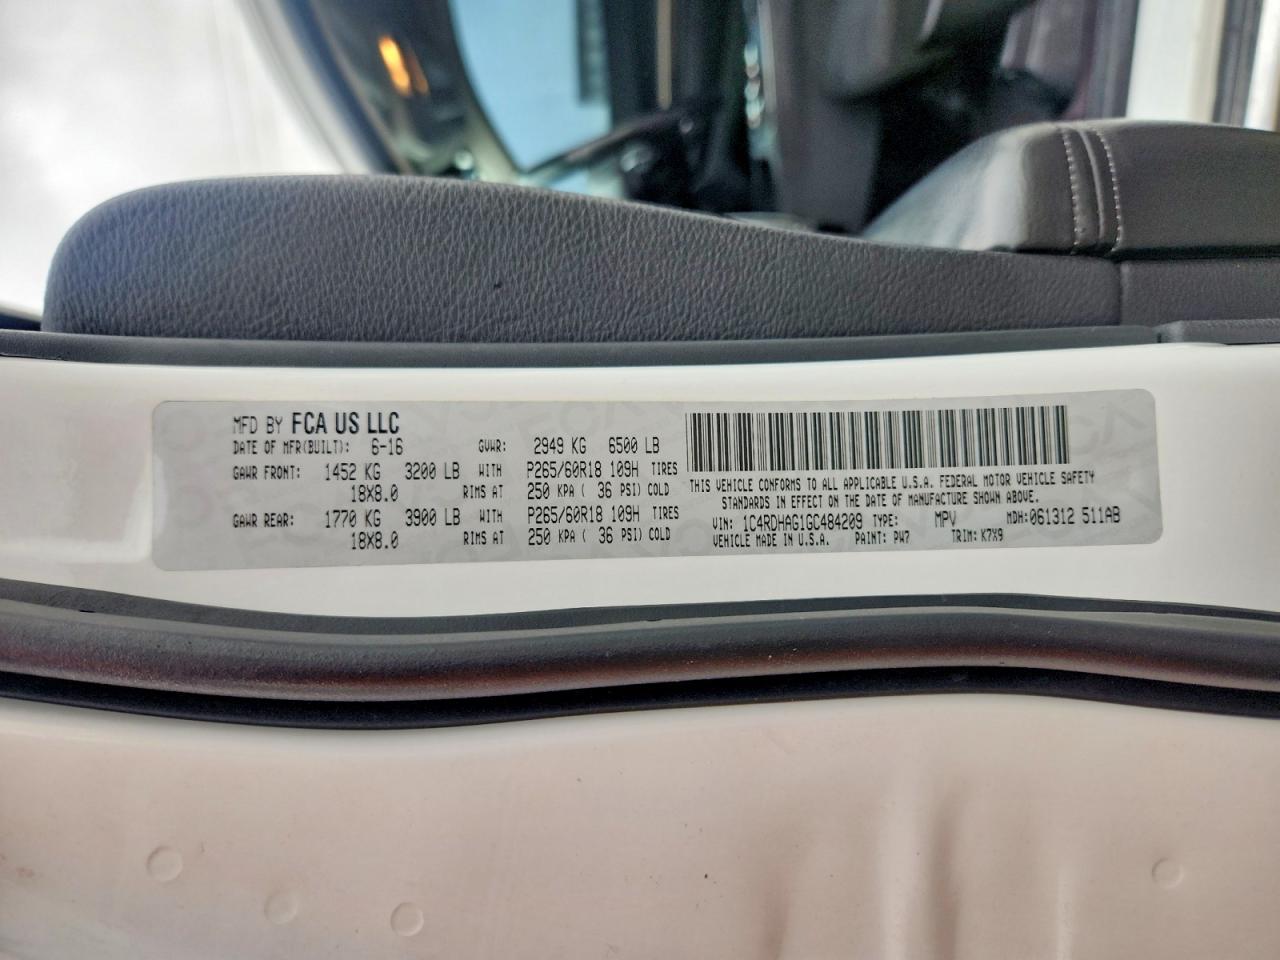 MFD BY FCA US LLC
DATE OF MFR(BUILT): 6-16 GVWR: 2949 KG 6500 LB
GAWR FRONT: 1452 KG 3200 LB WITH P265/60R18 109H TIRES
18X8.0 RIMS AT 250 KPA ( 36 PSI) COLD
GAWR REAR: 1770 KG 3900 LB WITH P265/60R18 109H TIRES
18X8.0 RIMS AT 250 KPA ( 36 PSI) COLD
THIS VEHICLE CONFORMS TO ALL APPLICABLE U.S.A. FEDERAL MOTOR VEHICLE SAFETY
STANDARDS IN EFFECT ON THE DATE OF MANUFACTURE SHOWN ABOVE.
VIN: 1C4RDHAG1GC484209 TYPE: MPV MDH:061312 511AB
VEHICLE MADE IN U.S.A. PAINT: PW7 TRIM: K7X9